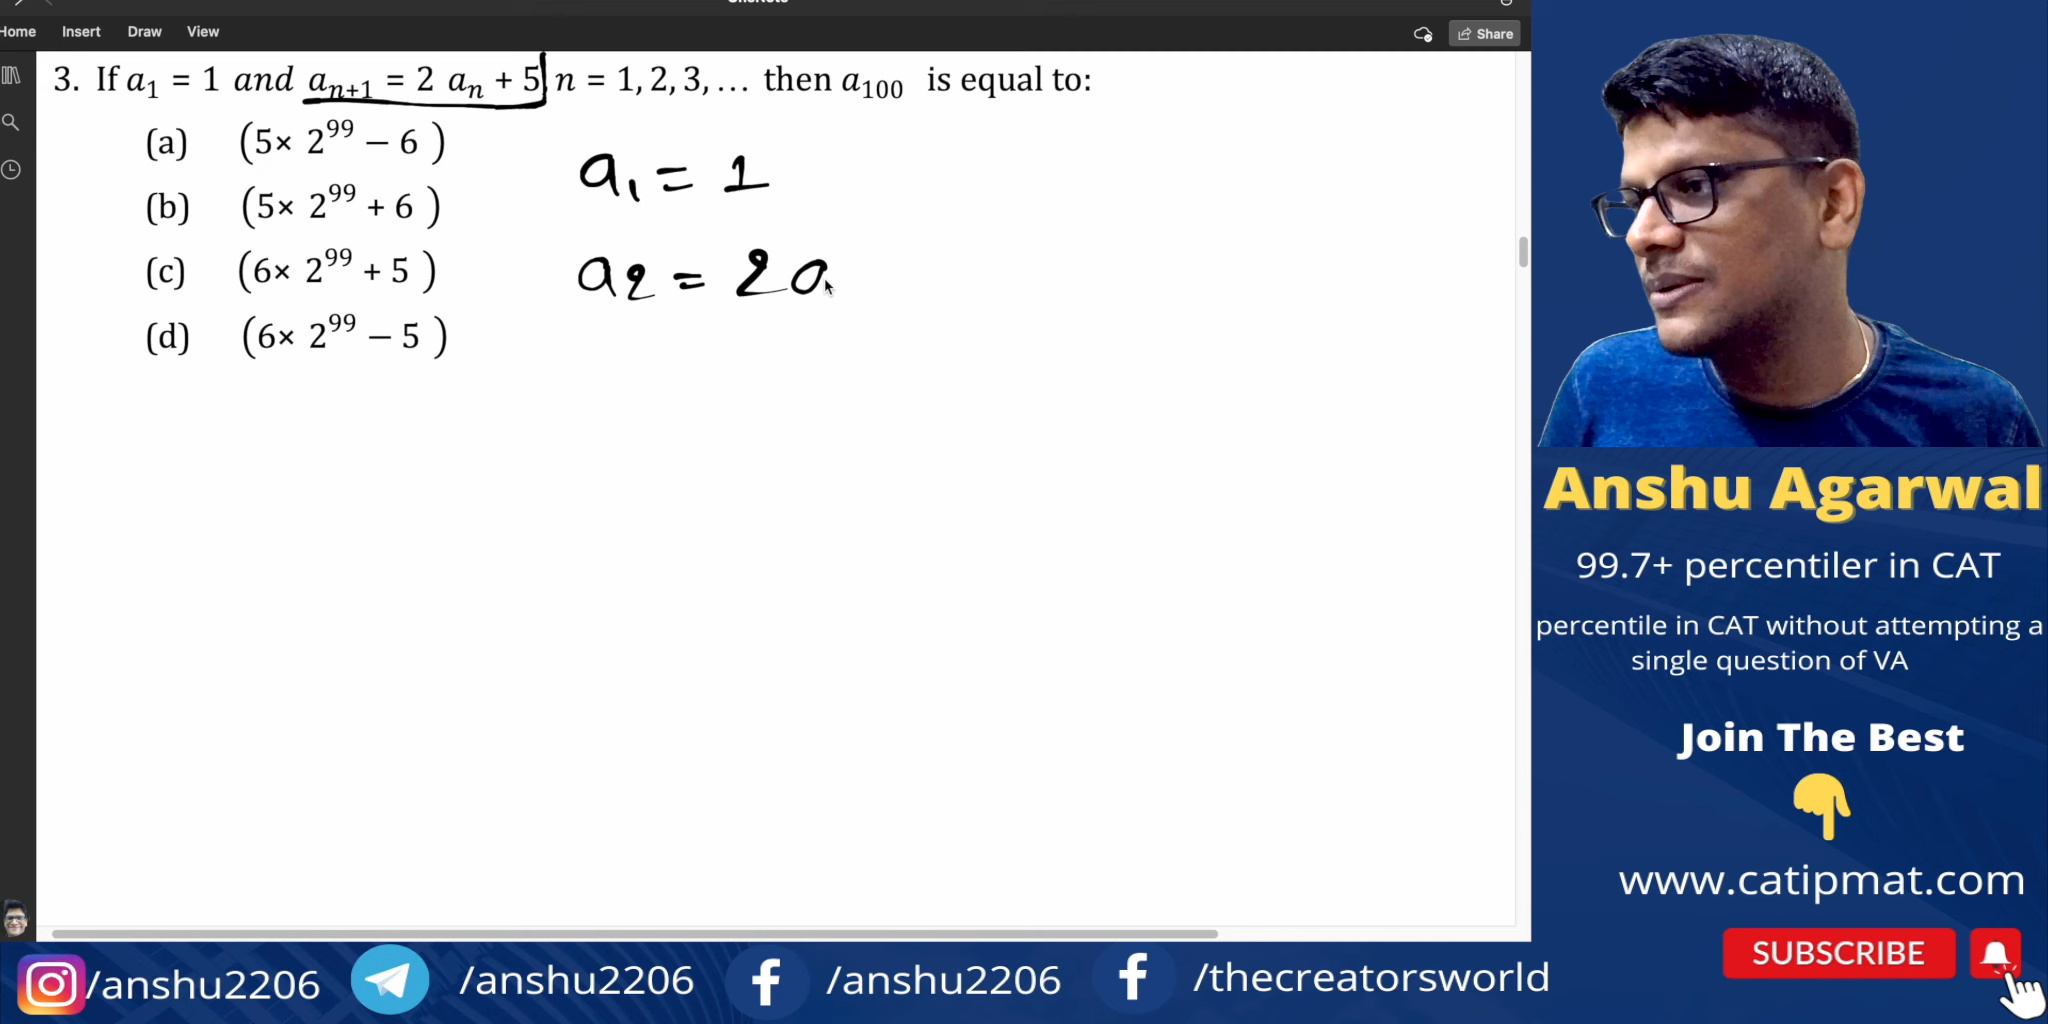 OneNote
Home Insert Draw View
Share
3. If a₁ = 1 and aₙ₊₁ = 2 aₙ + 5 n = 1, 2, 3, … then a₁₀₀ is equal to:
(a) (5× 2⁹⁹ − 6 )
(b) (5× 2⁹⁹ + 6 )
(c) (6× 2⁹⁹ + 5 )
(d) (6× 2⁹⁹ − 5 )
a₁ = 1
a₂ = 2a
Anshu Agarwal
99.7+ percentiler in CAT
percentile in CAT without attempting a
single question of VA
Join The Best
www.catipmat.com
SUBSCRIBE
/anshu2206 /anshu2206 /anshu2206 /thecreatorsworld